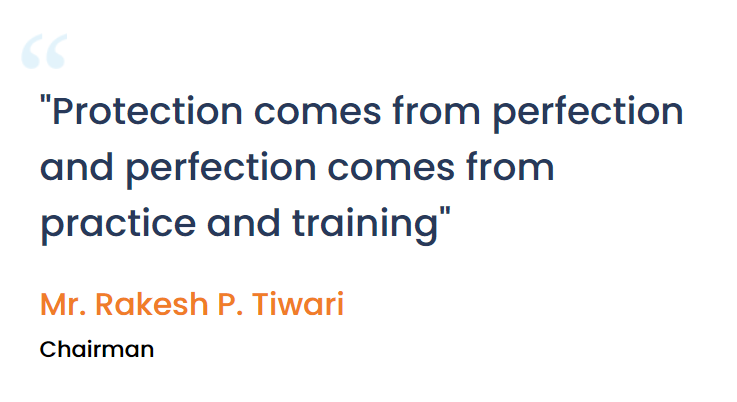 “
"Protection comes from perfection
and perfection comes from
practice and training"
Mr. Rakesh P. Tiwari
Chairman